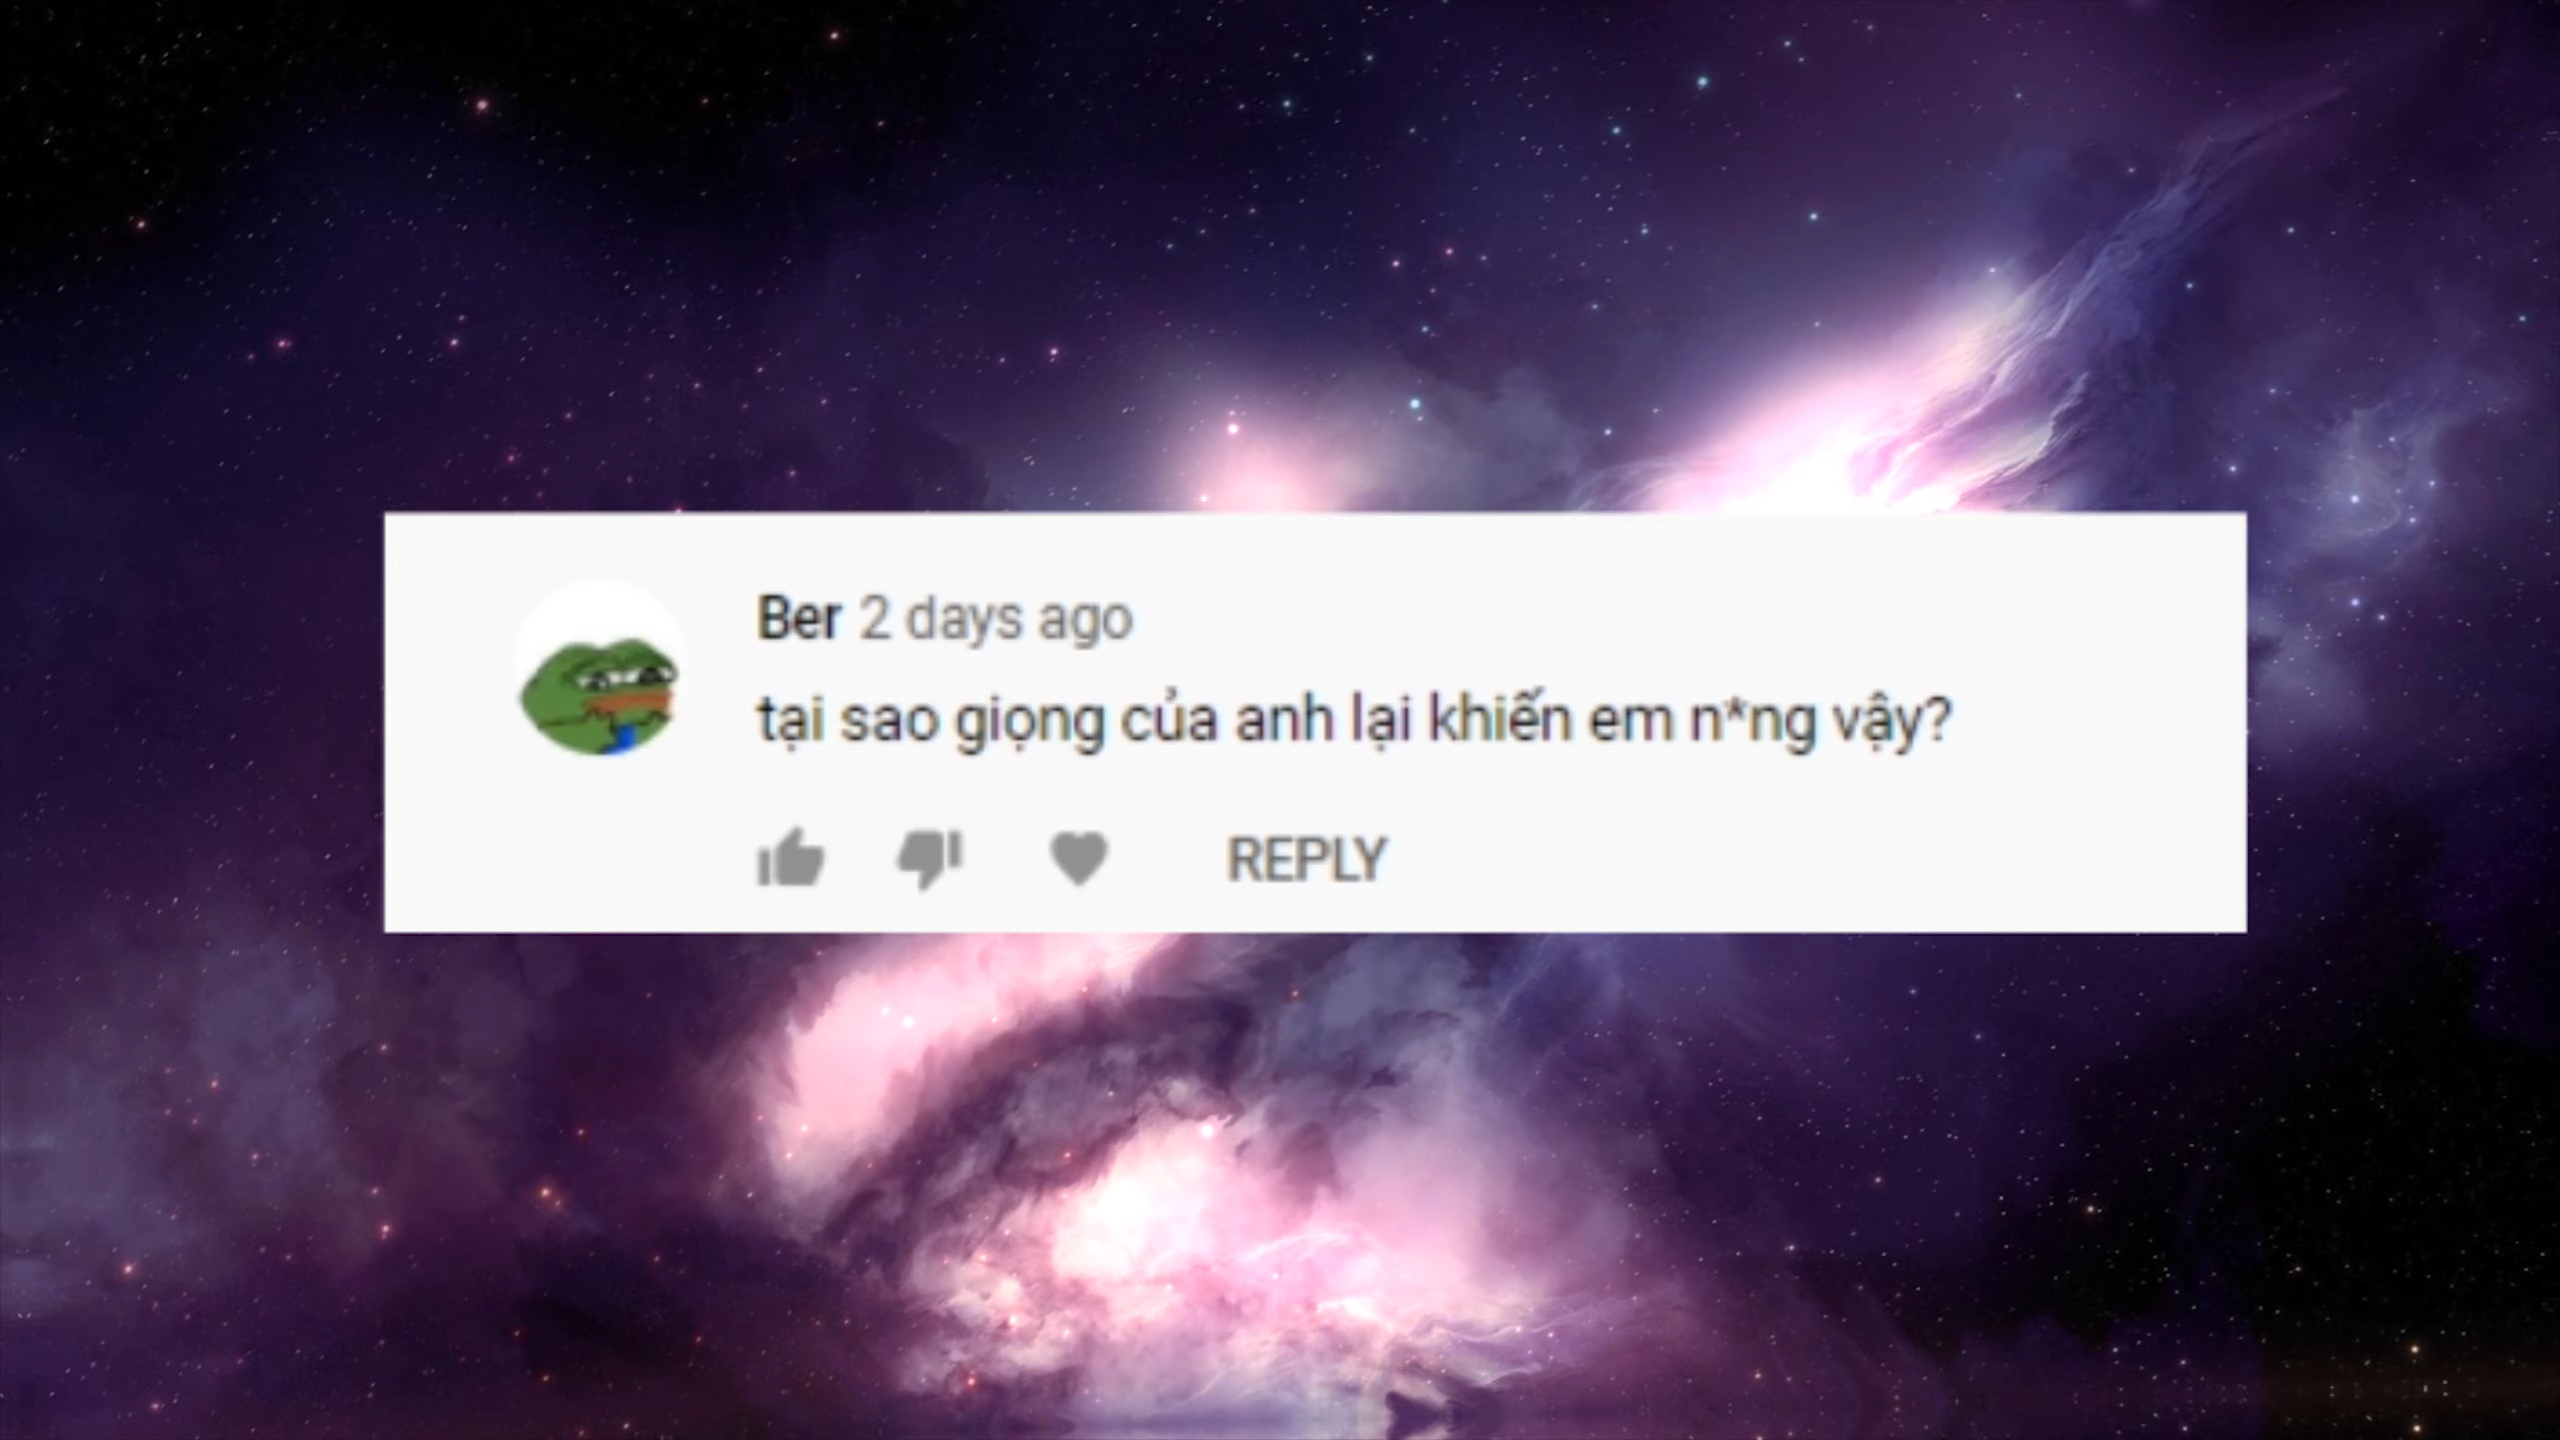 Ber 2 days ago
tại sao giọng của anh lại khiến em n*ng vậy?
REPLY